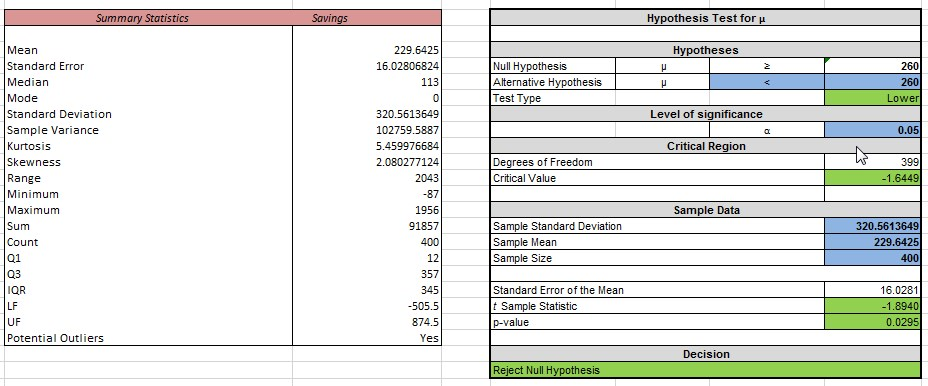 Summary Statistics Savings
Mean 229.6425
Standard Error 16.02806824
Median 113
Mode 0
Standard Deviation 320.5613649
Sample Variance 102759.5887
Kurtosis 5.459976684
Skewness 2.080277124
Range 2043
Minimum -87
Maximum 1956
Sum 91857
Count 400
Q1 12
Q3 357
IQR 345
LF -505.5
UF 874.5
Potential Outliers Yes
Hypothesis Test for μ
Hypotheses
Null Hypothesis μ ≥ 260
Alternative Hypothesis μ < 260
Test Type Lower
Level of significance
α 0.05
Critical Region
Degrees of Freedom 399
Critical Value -1.6449
Sample Data
Sample Standard Deviation 320.5613649
Sample Mean 229.6425
Sample Size 400
Standard Error of the Mean 16.0281
t Sample Statistic -1.8940
p-value 0.0295
Decision
Reject Null Hypothesis